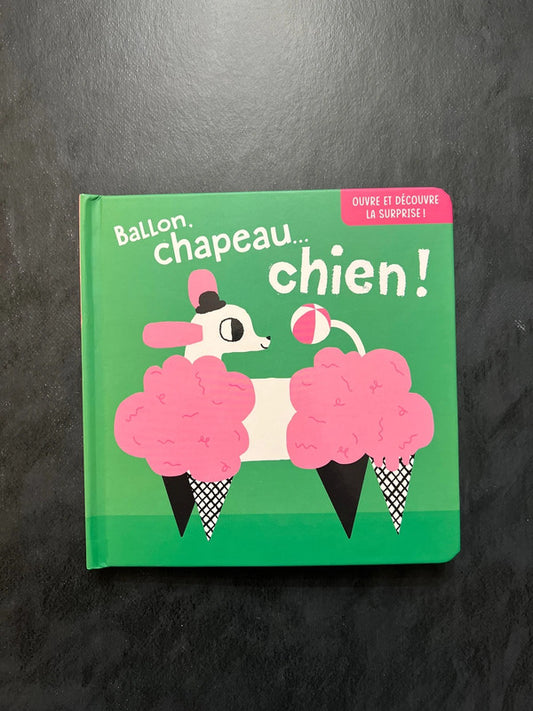 OUVRE ET DÉCOUVRE
LA SURPRISE !
Ballon,
chapeau...
chien !